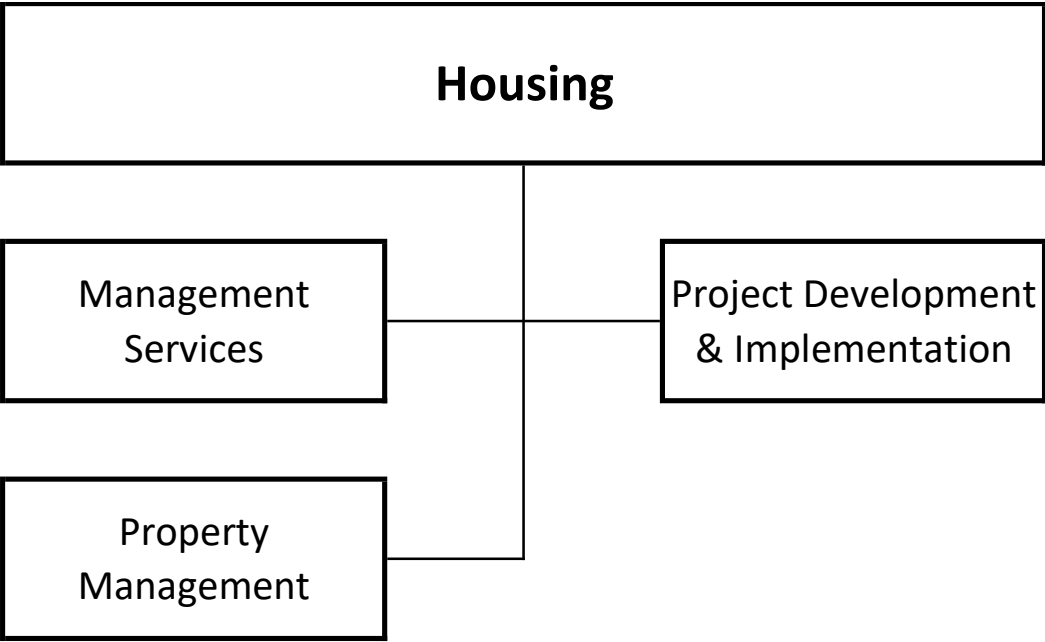 Housing
Management
Services
Project Development
& Implementation
Property
Management